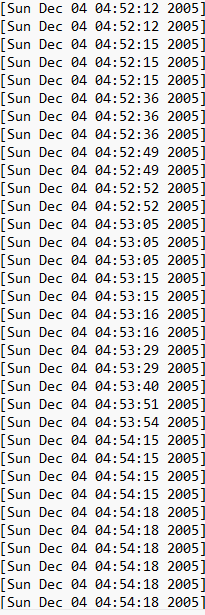 [Sun Dec 04 04:52:12 2005]
[Sun Dec 04 04:52:12 2005]
[Sun Dec 04 04:52:15 2005]
[Sun Dec 04 04:52:15 2005]
[Sun Dec 04 04:52:15 2005]
[Sun Dec 04 04:52:36 2005]
[Sun Dec 04 04:52:36 2005]
[Sun Dec 04 04:52:36 2005]
[Sun Dec 04 04:52:49 2005]
[Sun Dec 04 04:52:49 2005]
[Sun Dec 04 04:52:52 2005]
[Sun Dec 04 04:52:52 2005]
[Sun Dec 04 04:53:05 2005]
[Sun Dec 04 04:53:05 2005]
[Sun Dec 04 04:53:05 2005]
[Sun Dec 04 04:53:15 2005]
[Sun Dec 04 04:53:15 2005]
[Sun Dec 04 04:53:16 2005]
[Sun Dec 04 04:53:16 2005]
[Sun Dec 04 04:53:29 2005]
[Sun Dec 04 04:53:29 2005]
[Sun Dec 04 04:53:40 2005]
[Sun Dec 04 04:53:51 2005]
[Sun Dec 04 04:53:54 2005]
[Sun Dec 04 04:54:15 2005]
[Sun Dec 04 04:54:15 2005]
[Sun Dec 04 04:54:15 2005]
[Sun Dec 04 04:54:15 2005]
[Sun Dec 04 04:54:18 2005]
[Sun Dec 04 04:54:18 2005]
[Sun Dec 04 04:54:18 2005]
[Sun Dec 04 04:54:18 2005]
[Sun Dec 04 04:54:18 2005]
[Sun Dec 04 04:54:18 2005]